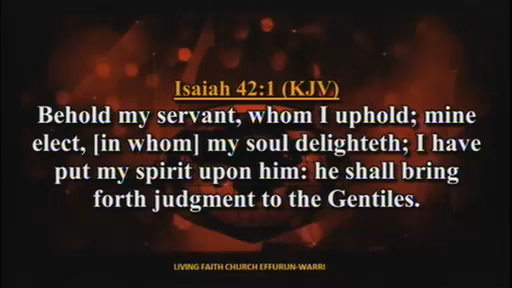 Isaiah 42:1 (KJV)
Behold my servant, whom I uphold; mine
elect, [in whom] my soul delighteth; I have
put my spirit upon him: he shall bring
forth judgment to the Gentiles.
LIVING FAITH CHURCH EFFURUN-WARRI